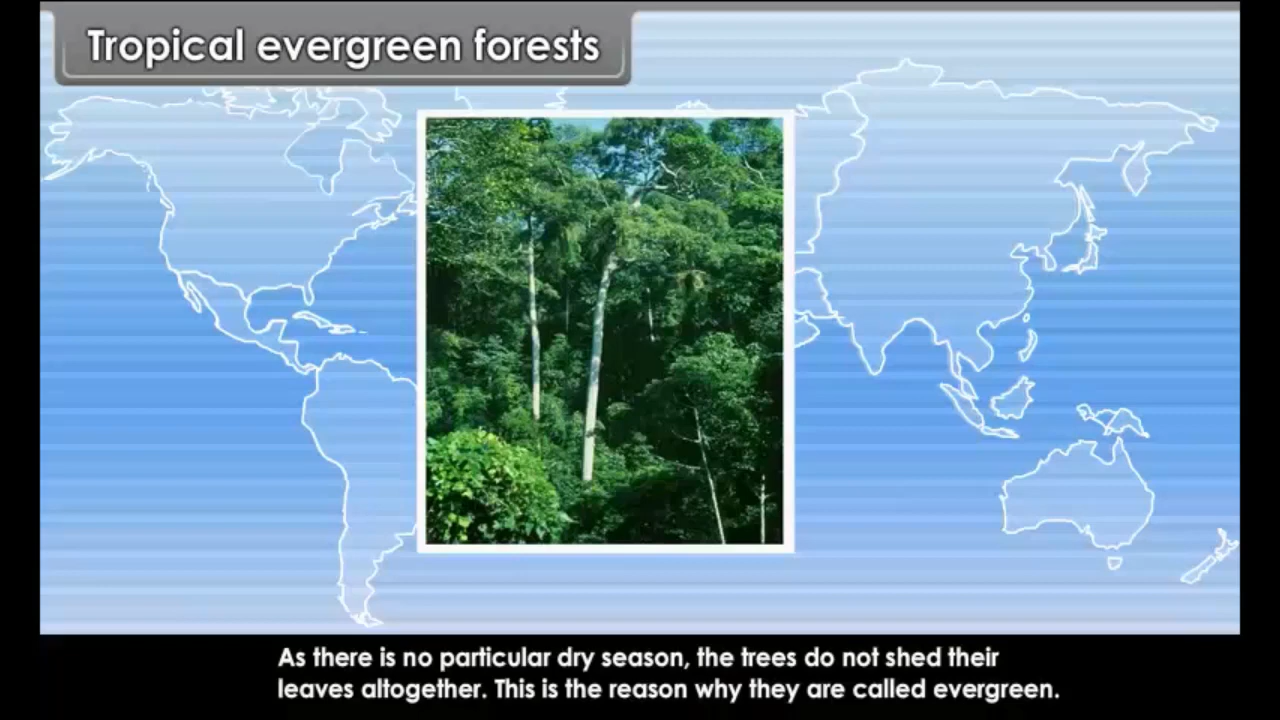 Tropical evergreen forests
As there is no particular dry season, the trees do not shed their
leaves altogether. This is the reason why they are called evergreen.